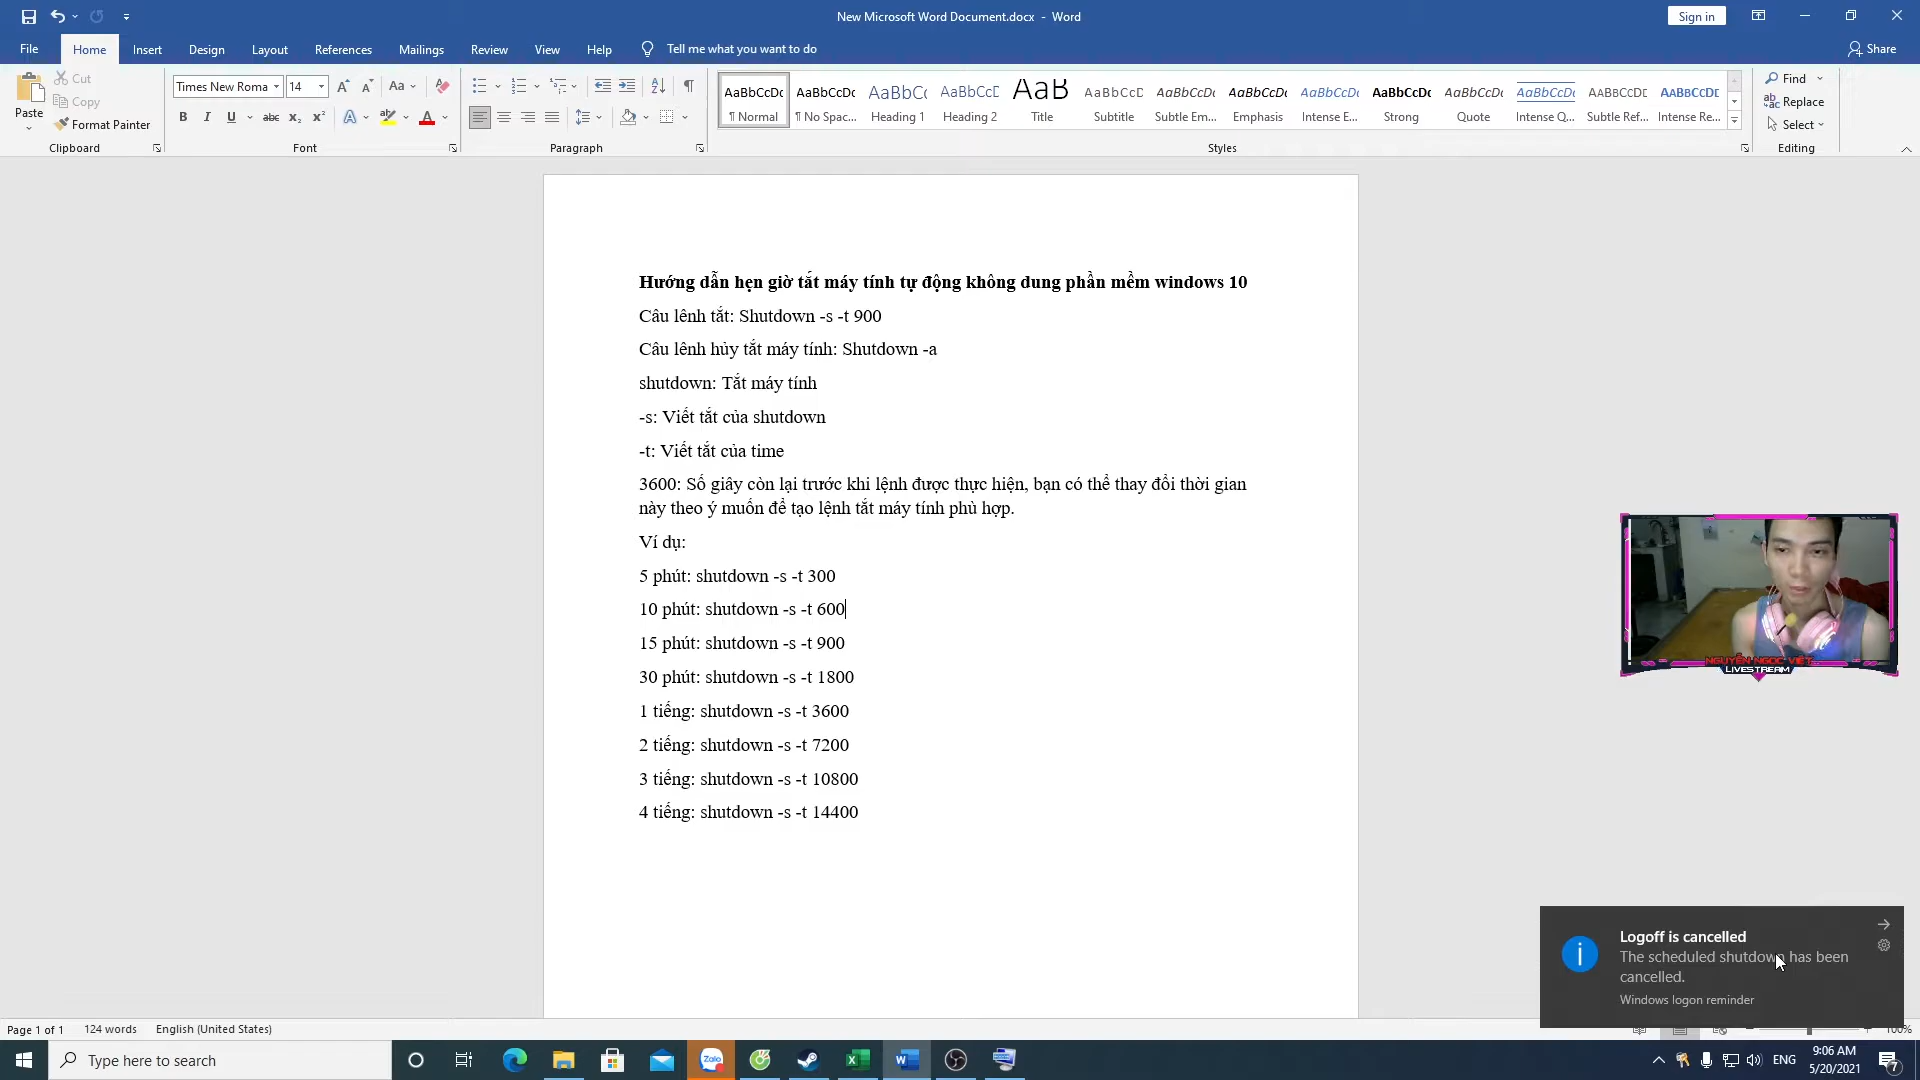 New Microsoft Word Document.docx - Word
Sign in
File Home Insert Design Layout References Mailings Review View Help Tell me what you want to do Share
Paste
Cut
Copy
Format Painter
Clipboard
Times New Roma 14
Font
Paragraph
AaBbCcDc AaBbCcDc AaBbCc AaBbCcD AaB AaBbCcD AaBbCcDc AaBbCcDc AaBbCcDc AaBbCcDc AaBbCcDc AaBbCcDc AaBbCcDc AaBbCcDc
¶ Normal ¶ No Spac... Heading 1 Heading 2 Title Subtitle Subtle Em... Emphasis Intense E... Strong Quote Intense Q... Subtle Ref... Intense Re...
Styles
Find
Replace
Select
Editing
Hướng dẫn hẹn giờ tắt máy tính tự động không dung phần mềm windows 10
Câu lênh tắt: Shutdown -s -t 900
Câu lênh hủy tắt máy tính: Shutdown -a
shutdown: Tắt máy tính
-s: Viết tắt của shutdown
-t: Viết tắt của time
3600: Số giây còn lại trước khi lệnh được thực hiện, bạn có thể thay đổi thời gian
này theo ý muốn để tạo lệnh tắt máy tính phù hợp.
Ví dụ:
5 phút: shutdown -s -t 300
10 phút: shutdown -s -t 600
15 phút: shutdown -s -t 900
30 phút: shutdown -s -t 1800
1 tiếng: shutdown -s -t 3600
2 tiếng: shutdown -s -t 7200
3 tiếng: shutdown -s -t 10800
4 tiếng: shutdown -s -t 14400
NGUYỄN NGỌC VIỆT
LIVESTREAM
Logoff is cancelled
The scheduled shutdown has been
cancelled.
Windows logon reminder
Page 1 of 1 124 words English (United States)
100%
Type here to search
Zalo
ENG
9:06 AM
5/20/2021
7